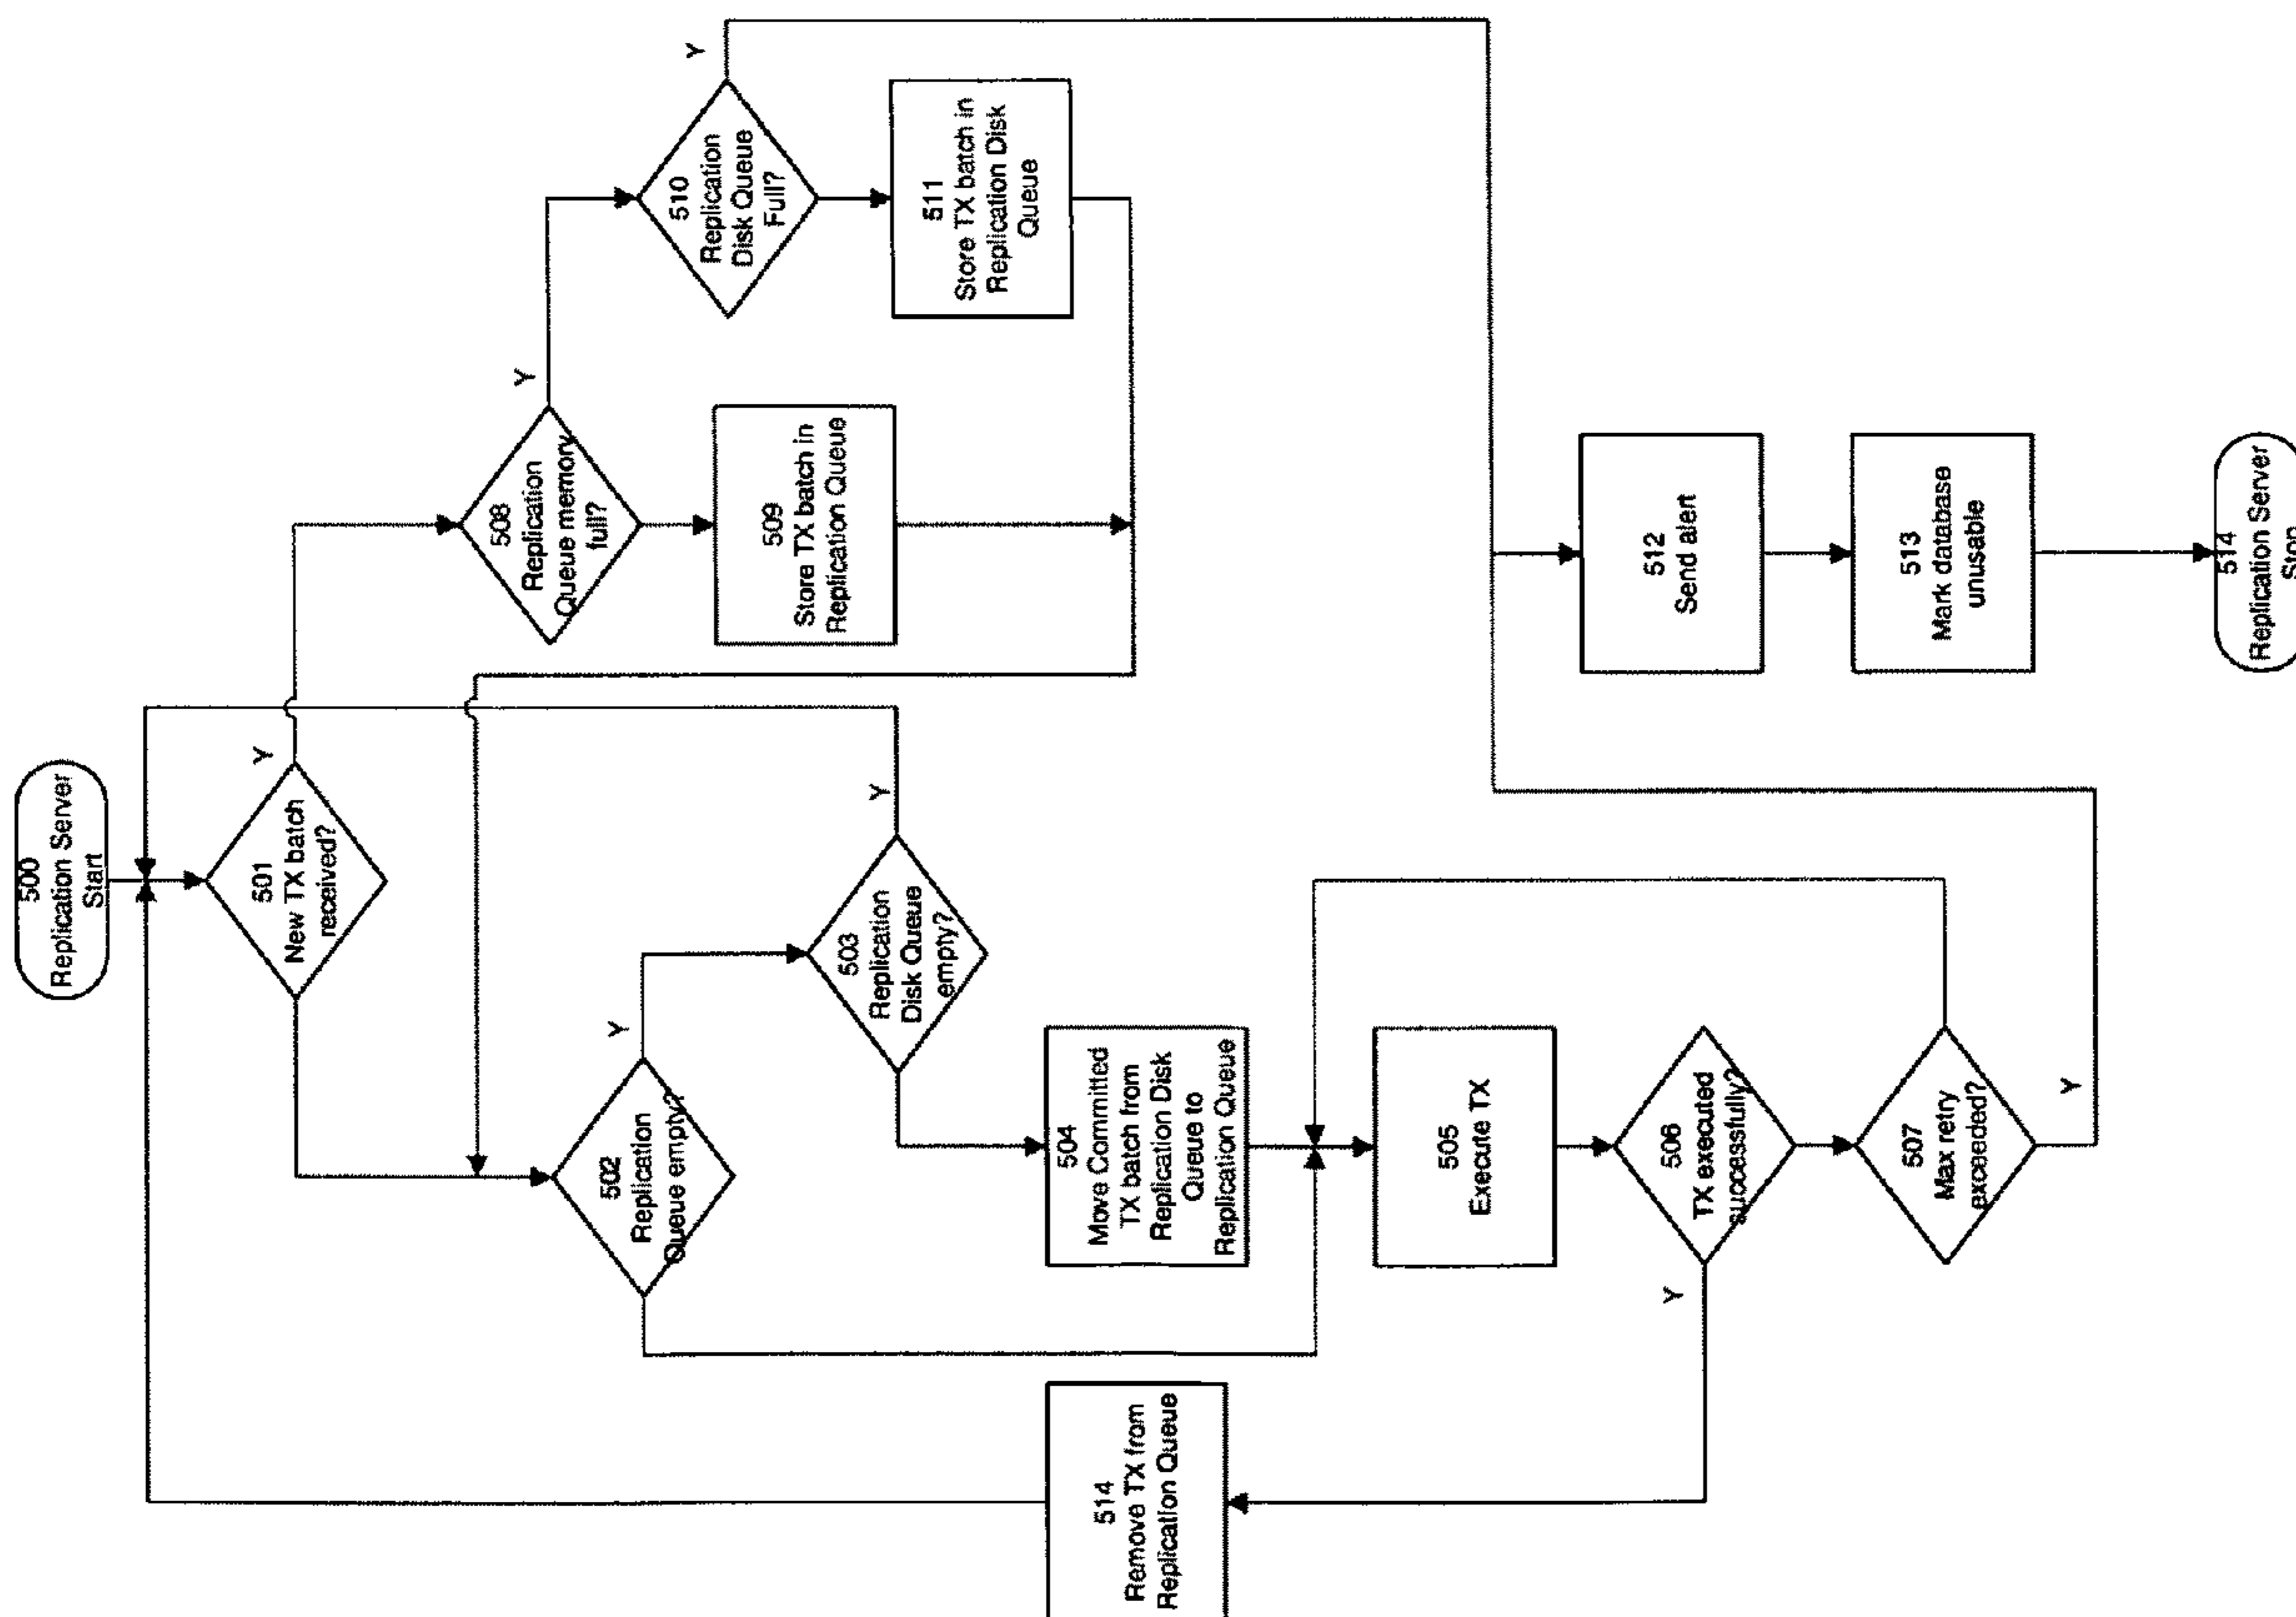 500
Replication Server
Start
501
New TX batch
received?
Y
502
Replication
Queue empty?
Y
503
Replication
Disk Queue
empty?
Y
504
Move Committed
TX batch from
Replication Disk
Queue to
Replication Queue
505
Execute TX
506
TX executed
successfully?
Y
507
Max retry
exceeded?
Y
508
Replication
Queue memory
full?
Y
509
Store TX batch in
Replication Queue
510
Replication
Disk Queue
Full?
Y
511
Store TX batch in
Replication Disk
Queue
512
Send alert
513
Mark database
unusable
514
Replication Server
Stop
514
Remove TX from
Replication Queue